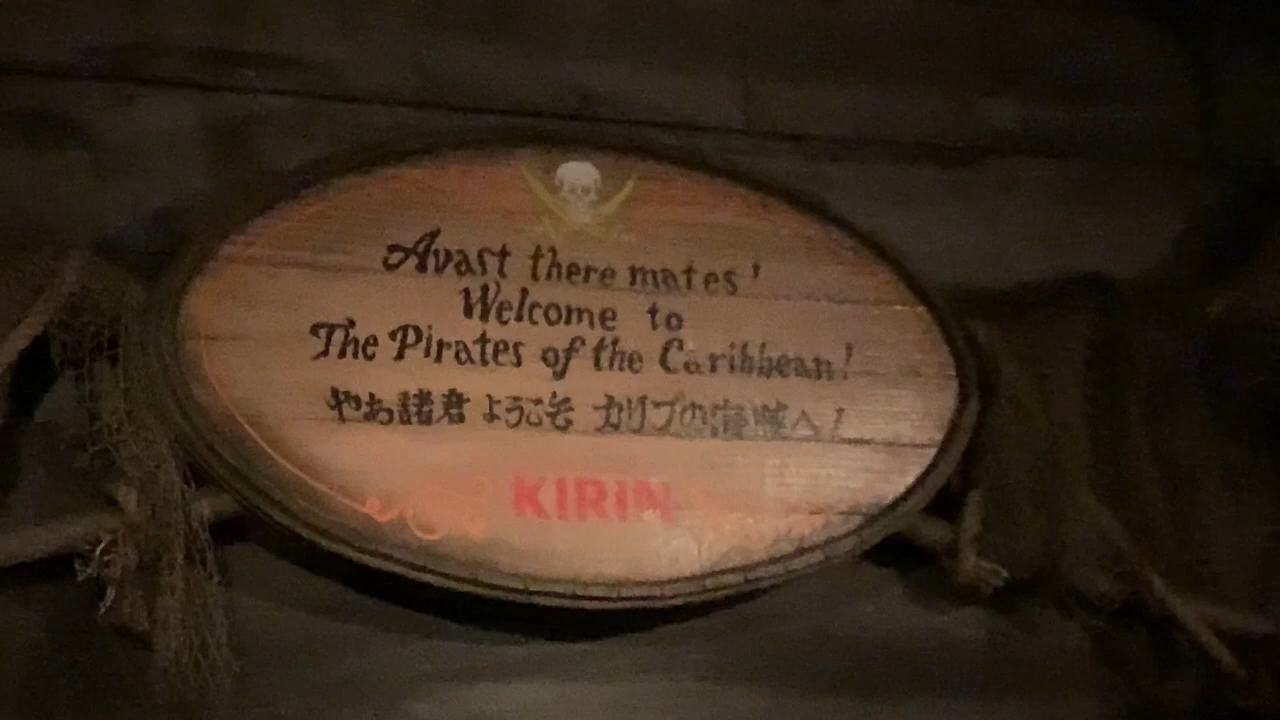 Avast there mates!
Welcome to
The Pirates of the Caribbean!
やあ諸君 ようこそ カリブの海賊へ!
KIRIN